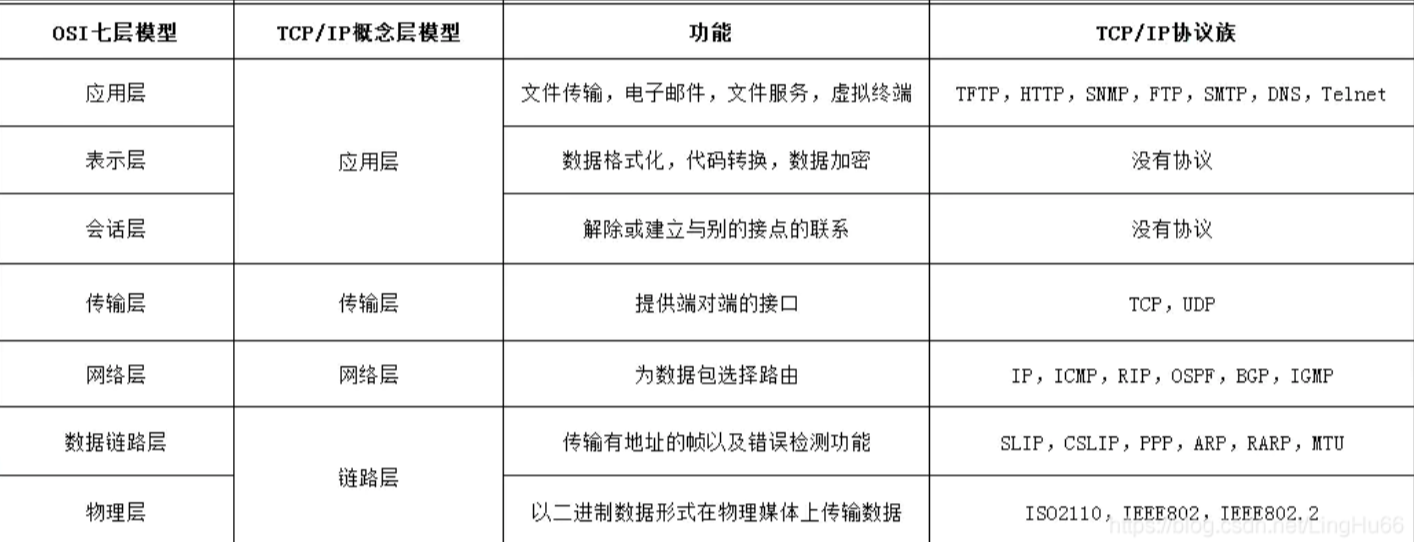 OSI七层模型 TCP/IP概念层模型 功能 TCP/IP协议族
应用层 文件传输，电子邮件，文件服务，虚拟终端 TFTP，HTTP，SNMP，FTP，SMTP，DNS，Telnet
表示层 应用层 数据格式化，代码转换，数据加密 没有协议
会话层 解除或建立与别的接点的联系 没有协议
传输层 传输层 提供端对端的接口 TCP，UDP
网络层 网络层 为数据包选择路由 IP，ICMP，RIP，OSPF，BGP，IGMP
数据链路层 传输有地址的帧以及错误检测功能 SLIP，CSLIP，PPP，ARP，RARP，MTU
链路层
物理层 以二进制数据形式在物理媒体上传输数据 ISO2110，IEEE802，IEEE802.2
https://blog.csdn.net/LingHu66